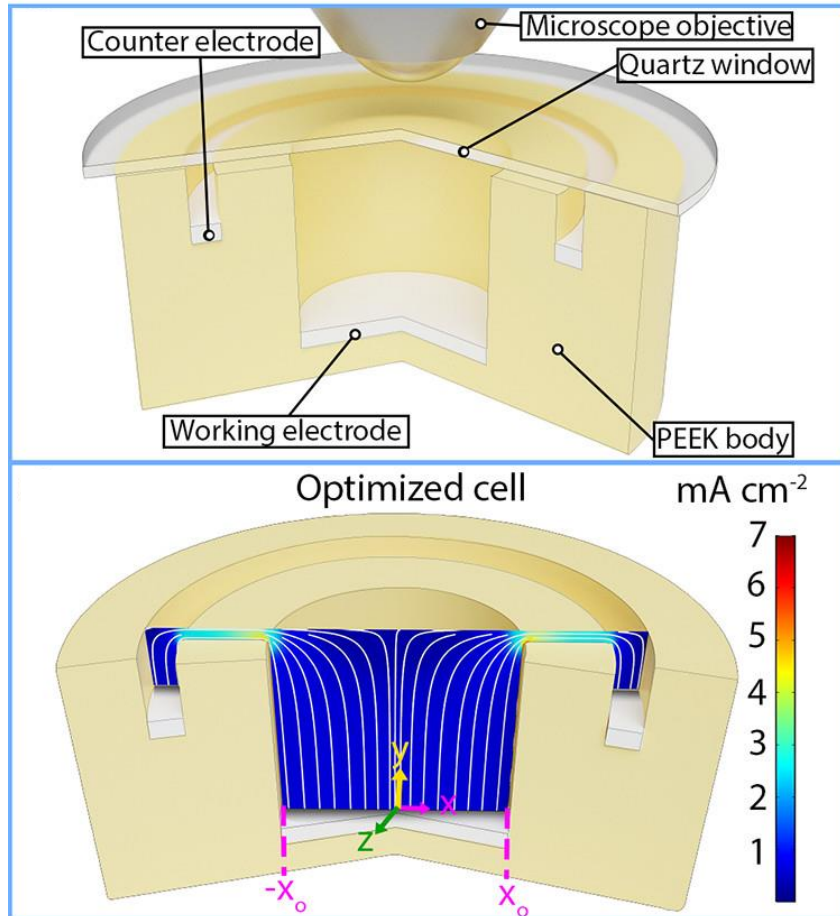 Microscope objective
Counter electrode
Quartz window
Working electrode
PEEK body
Optimized cell
mA cm⁻²
7
6
5
4
3
2
1
y
x
z
-xₒ
xₒ